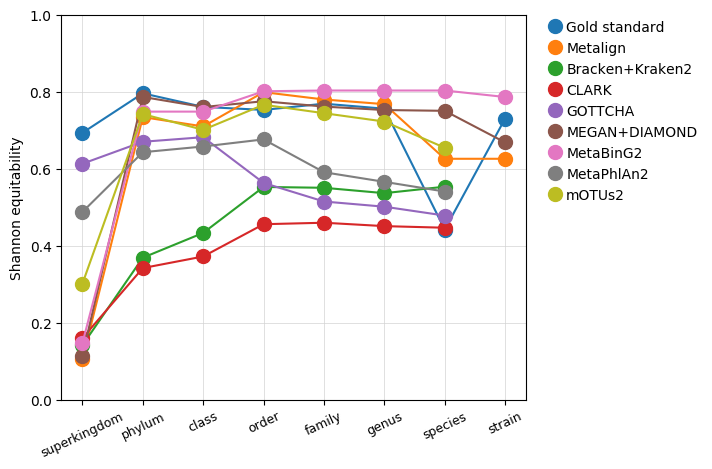 Shannon equitability
1.0
0.8
0.6
0.4
0.2
0.0
superkingdom
phylum
class
order
family
genus
species
strain
Gold standard
Metalign
Bracken+Kraken2
CLARK
GOTTCHA
MEGAN+DIAMOND
MetaBinG2
MetaPhlAn2
mOTUs2